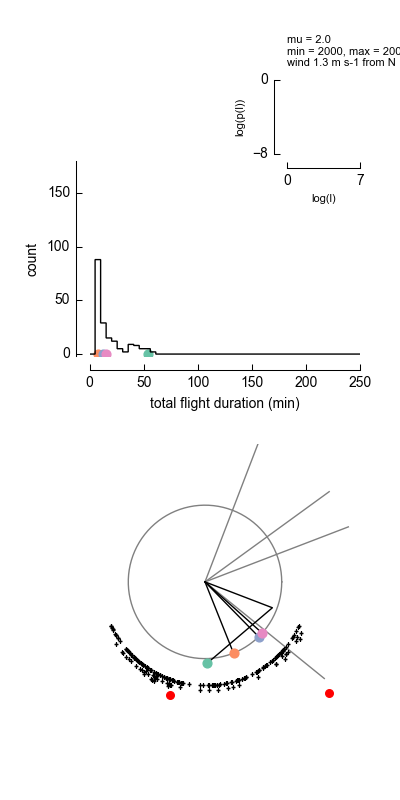 mu = 2.0
min = 2000, max = 200
wind 1.3 m s-1 from N
0
log(p(l))
−8
0
7
log(l)
150
100
50
0
count
0
50
100
150
200
250
total flight duration (min)